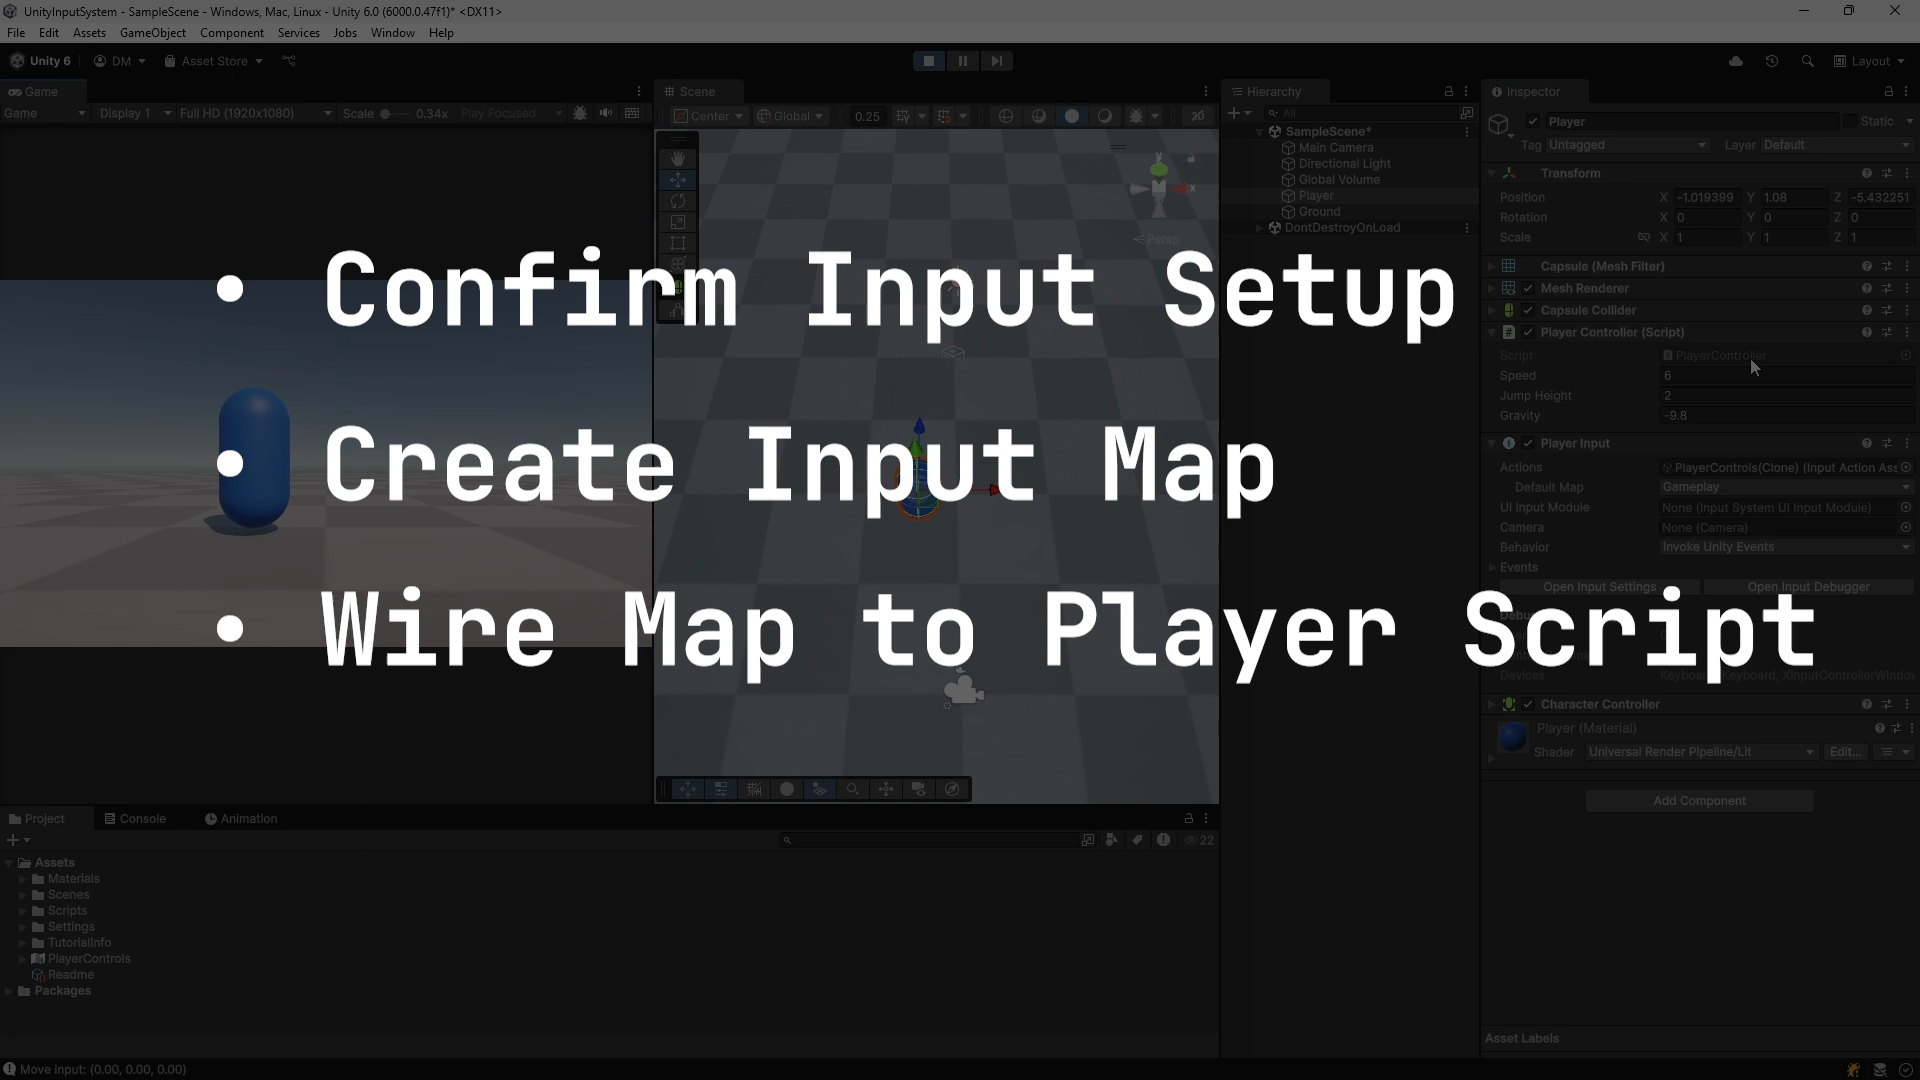 UnityInputSystem - SampleScene - Windows, Mac, Linux - Unity 6.0 (6000.0.47f1)* <DX11>
File Edit Assets GameObject Component Services Jobs Window Help
Unity 6 DM Asset Store Layout
Game
Game Display 1 Full HD (1920x1080) Scale 0.34x Play Focused
Scene
Center Global 0.25
y
x
Persp
Hierarchy
All
SampleScene*
Main Camera
Directional Light
Global Volume
Player
Ground
DontDestroyOnLoad
Inspector
Player Static
Tag Untagged Layer Default
Transform
Position X -1.019399 Y 1.08 Z -5.432251
Rotation X 0 Y 0 Z 0
Scale X 1 Y 1 Z 1
Capsule (Mesh Filter)
Mesh Renderer
Capsule Collider
Player Controller (Script)
Script PlayerController
Speed 6
Jump Height 2
Gravity -9.8
Player Input
Actions PlayerControls(Clone) (Input Action Ass
Default Map Gameplay
UI Input Module None (Input System UI Input Module)
Camera None (Camera)
Behavior Invoke Unity Events
Events
Open Input Settings Open Input Debugger
Devices
Character Controller
Player (Material)
Shader Universal Render Pipeline/Lit Edit...
Add Component
Asset Labels
• Confirm Input Setup
• Create Input Map
• Wire Map to Player Script
Project Console Animation
22
Assets
Materials
Scenes
Scripts
Settings
TutorialInfo
PlayerControls
Readme
Packages
Move input: (0.00, 0.00, 0.00)